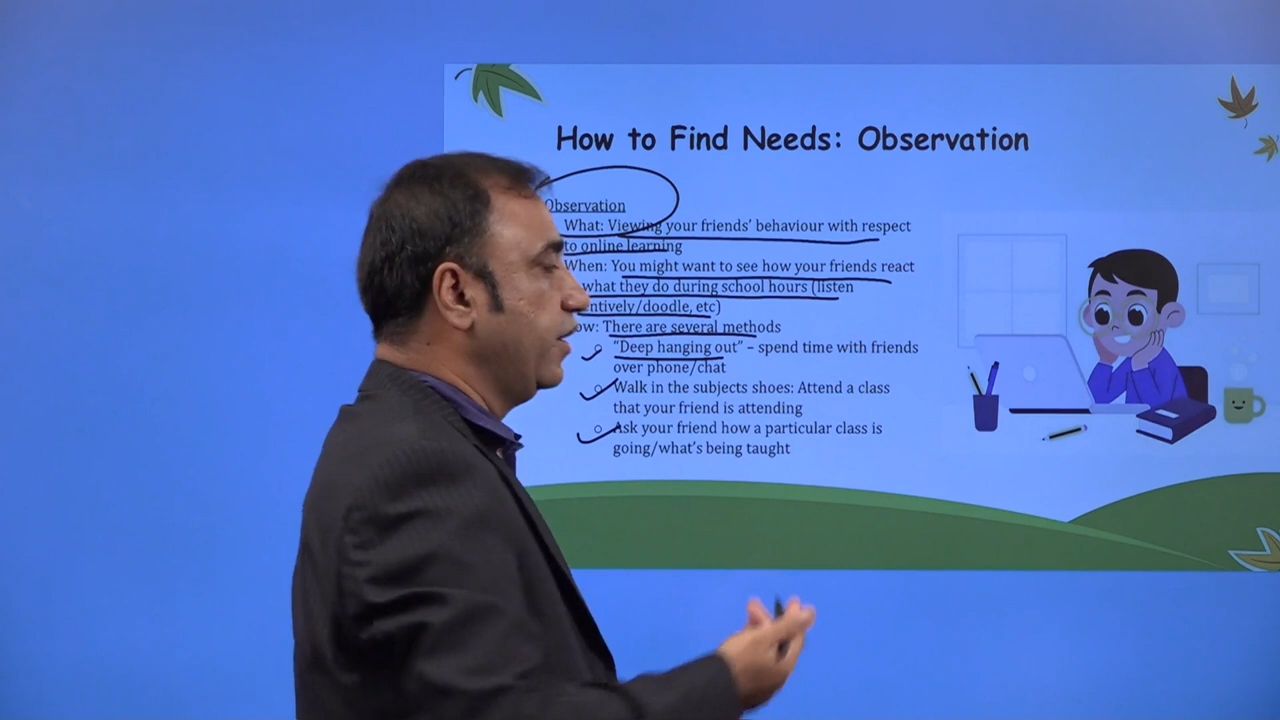 How to Find Needs: Observation
Observation
What: Viewing your friends’ behaviour with respect
to online learning
When: You might want to see how your friends react
what they do during school hours (listen
doodle, etc)
There are several methods
“Deep hanging out” – spend time with friends
over phone/chat
Walk in the subjects shoes: Attend a class
that your friend is attending
Ask your friend how a particular class is
going/what’s being taught